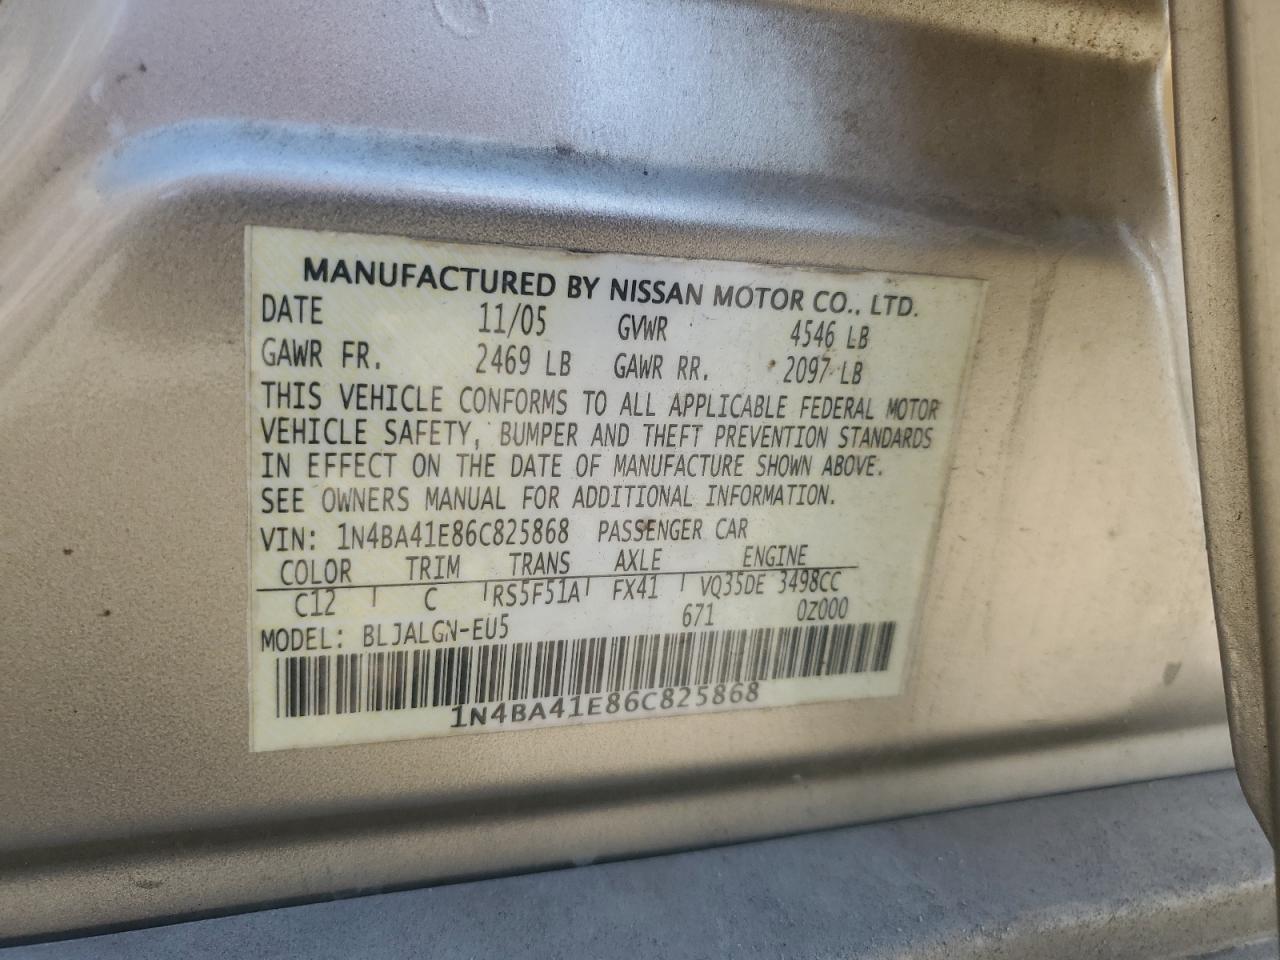 MANUFACTURED BY NISSAN MOTOR CO., LTD.
DATE 11/05 GVWR 4546 LB
GAWR FR. 2469 LB GAWR RR. 2097 LB
THIS VEHICLE CONFORMS TO ALL APPLICABLE FEDERAL MOTOR
VEHICLE SAFETY, BUMPER AND THEFT PREVENTION STANDARDS
IN EFFECT ON THE DATE OF MANUFACTURE SHOWN ABOVE.
SEE OWNERS MANUAL FOR ADDITIONAL INFORMATION.
VIN: 1N4BA41E86C825868 PASSENGER CAR
COLOR TRIM TRANS AXLE ENGINE
C12 C RS5F51A FX41 VQ35DE 3498CC
MODEL: BLJALGN-EU5 671 0Z000
1N4BA41E86C825868